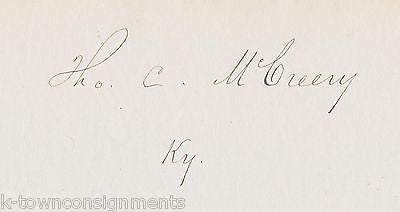 Tho. C. McCreery
Ky.
k-townconsignments